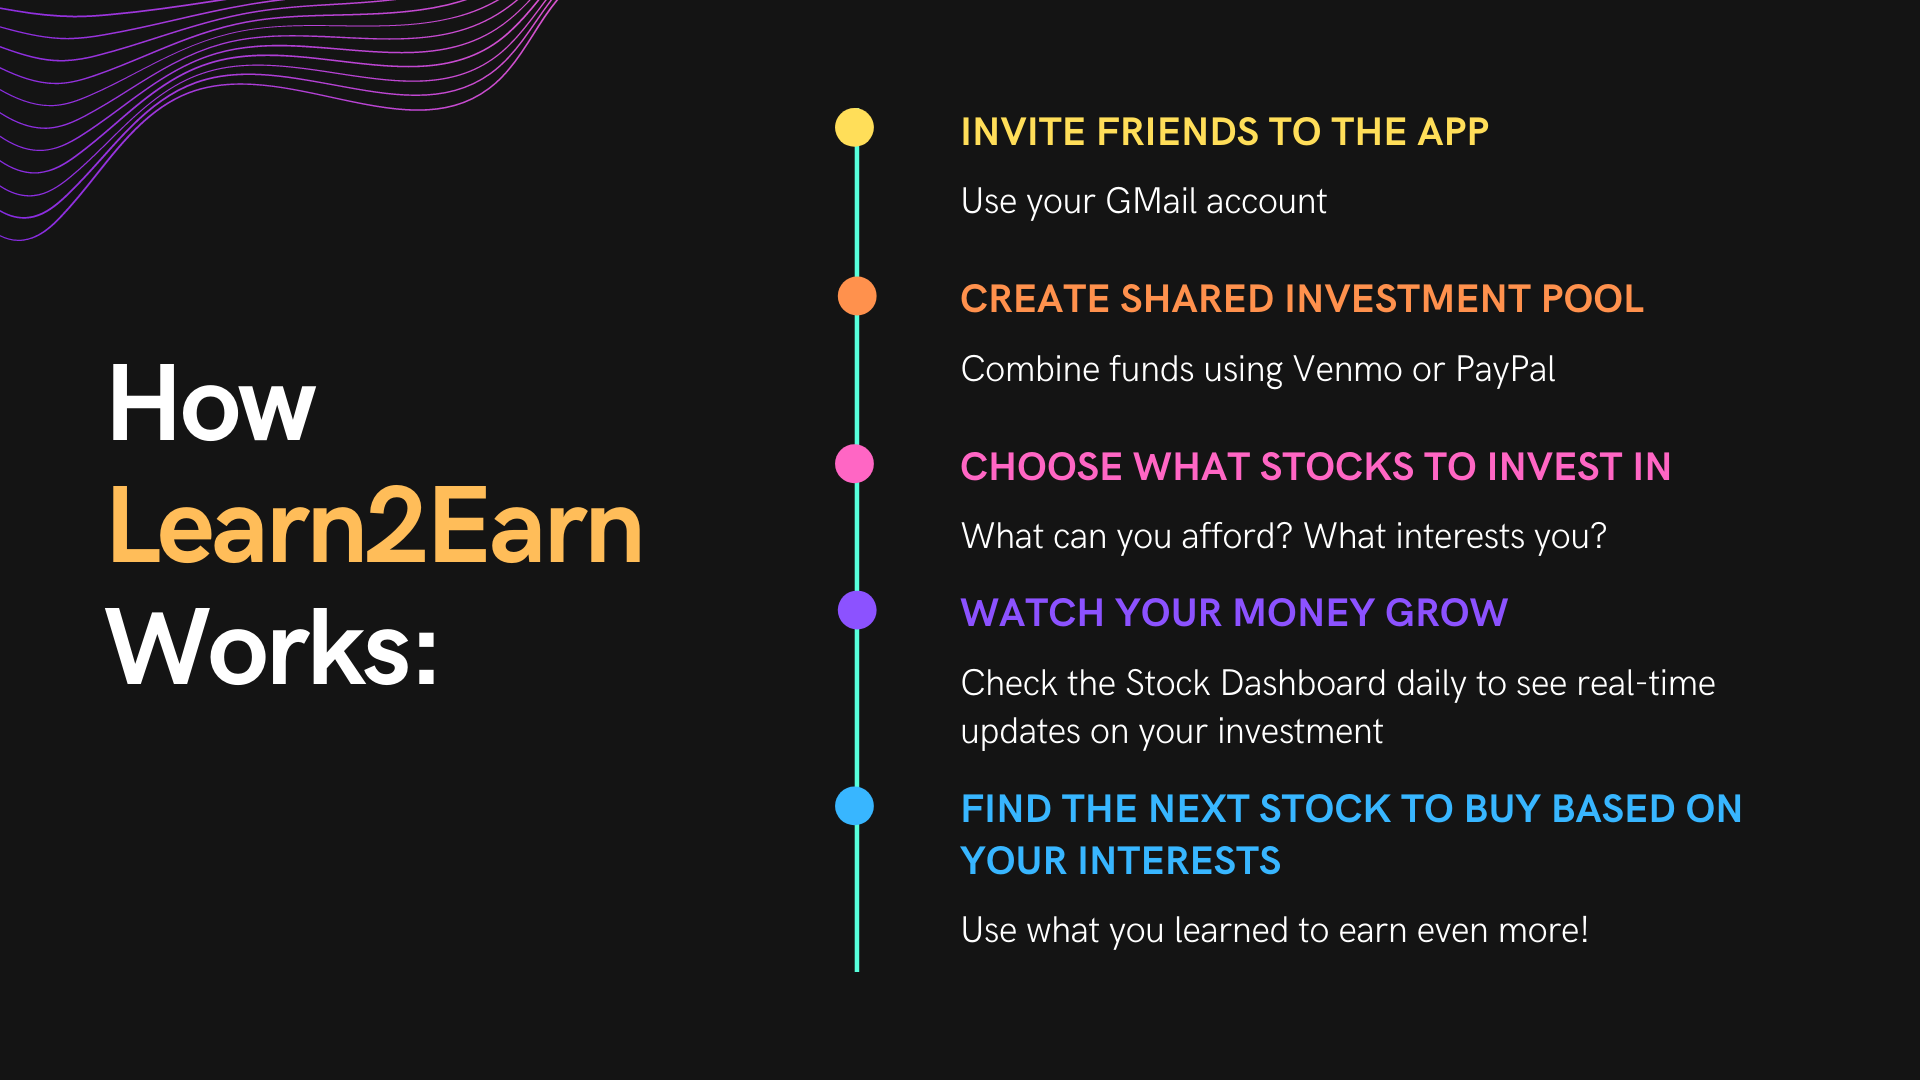 How
Learn2Earn
Works:
INVITE FRIENDS TO THE APP
Use your GMail account
CREATE SHARED INVESTMENT POOL
Combine funds using Venmo or PayPal
CHOOSE WHAT STOCKS TO INVEST IN
What can you afford? What interests you?
WATCH YOUR MONEY GROW
Check the Stock Dashboard daily to see real-time
updates on your investment
FIND THE NEXT STOCK TO BUY BASED ON
YOUR INTERESTS
Use what you learned to earn even more!